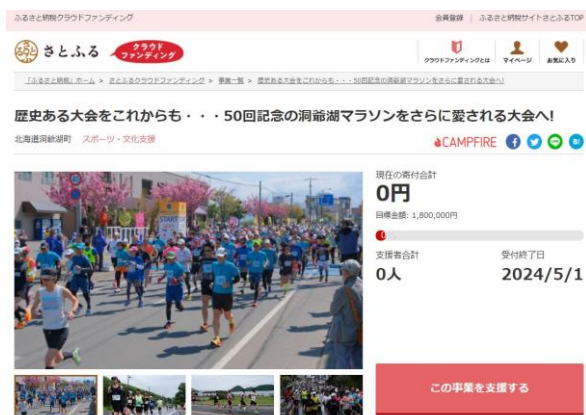 ふるさと納税クラウドファンディング
会員登録
ふるさと納税サイトさとふるTOP
さとふる
クラウド
ファンディング
クラウドファンディングとは
マイページ
お気に入り
「ふるさと納税」ホーム > さとふるクラウドファンディング > 事業一覧 > 歴史ある大会をこれからも・・・50回記念の洞爺湖マラソンをさらに愛される大会へ!
歴史ある大会をこれからも・・・50回記念の洞爺湖マラソンをさらに愛される大会へ!
北海道洞爺湖町 スポーツ・文化支援
CAMPFIRE
START
現在の寄付合計
0円
目標金額: 1,800,000円
支援者合計
0人
受付終了日
2024/5/1
この事業を支援する